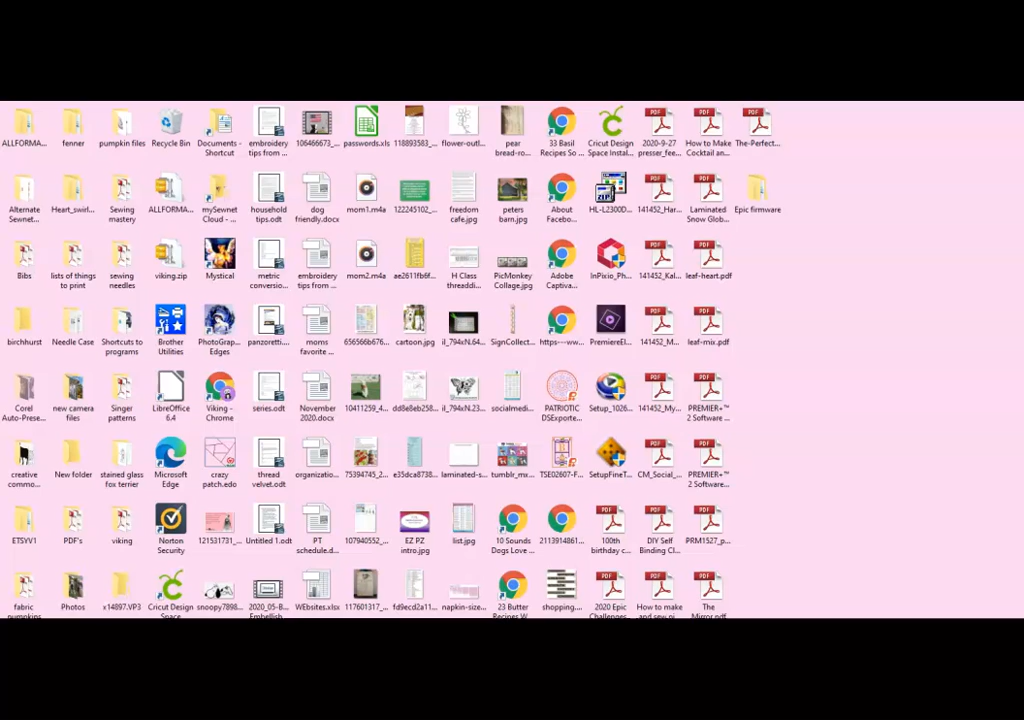 ALLFORMA...
fenner
pumpkin files
Recycle Bin
Documents -
Shortcut
embroidery
tips from ...
106466673_...
passwords.xls
118893583_...
flower-outl...
pear
bread-ro...
33 Basil
Recipes So ...
Cricut Design
Space Instal...
2020-9-27
presser_fee...
How to Make
Cocktail an...
The-Perfect...
Alternate
Sewnet...
Heart_swirl...
Sewing
mastery
ALLFORMA...
mySewnet
Cloud - ...
household
tips.odt
dog
friendly.docx
mom1.m4a
122245102_...
freedom
cafe.jpg
peters
barn.jpg
About
Facebo...
HL-L2300D...
141452_Har...
Laminated
Snow Glob...
Epic firmware
Bibs
lists of things
to print
sewing
needles
viking.zip
Mystical
metric
conversio...
embroidery
tips from ...
mom2.m4a
ae2611fb6f...
H Class
threaddi...
PicMonkey
Collage.jpg
Adobe
Captiva...
InPixio_Ph...
141452_Kal...
leaf-heart.pdf
birchhurst
Needle Case
Shortcuts to
programs
Brother
Utilities
PhotoGrap...
Edges
panzoretti...
moms
favorite ...
656566b676...
cartoon.jpg
il_794xN.64...
SignCollect...
https---ww...
PremiereEl...
141452_M...
leaf-mix.pdf
Corel
Auto-Prese...
new camera
files
Singer
patterns
LibreOffice
6.4
Viking -
Chrome
series.odt
November
2020.docx
10411259_4...
dd8e8eb258...
il_794xN.23...
socialmedi...
PATRIOTIC
DSExporte...
Setup_1026...
141452_My...
PREMIER+™
2 Software ...
creative
commo...
New folder
stained glass
fox terrier
Microsoft
Edge
crazy
patch.edo
thread
velvet.odt
organizatio...
75394745_2...
e35dca8738...
laminated-s...
tumblr_mx...
TSE02607-F...
SetupFineT...
CM_Social_...
PREMIER+™
2 Software...
ETSYV1
PDF's
viking
Norton
Security
121531731_...
Untitled 1.odt
PT
schedule.d...
107940552_...
EZ PZ
intro.jpg
list.jpg
10 Sounds
Dogs Love ...
2113914861...
100th
birthday c...
DIY Self
Binding Cl...
PRM1527_p...
fabric
pumpkins
Photos
x14897.VP3
Cricut Design
Space
snoopy7898...
2020_05-B...
Embellish...
WEbsites.xlsx
117601317_...
fd9ecd2a11...
napkin-size...
23 Butter
Recipes W...
shopping....
2020 Epic
Challenges...
How to make
The
Mirror.pdf